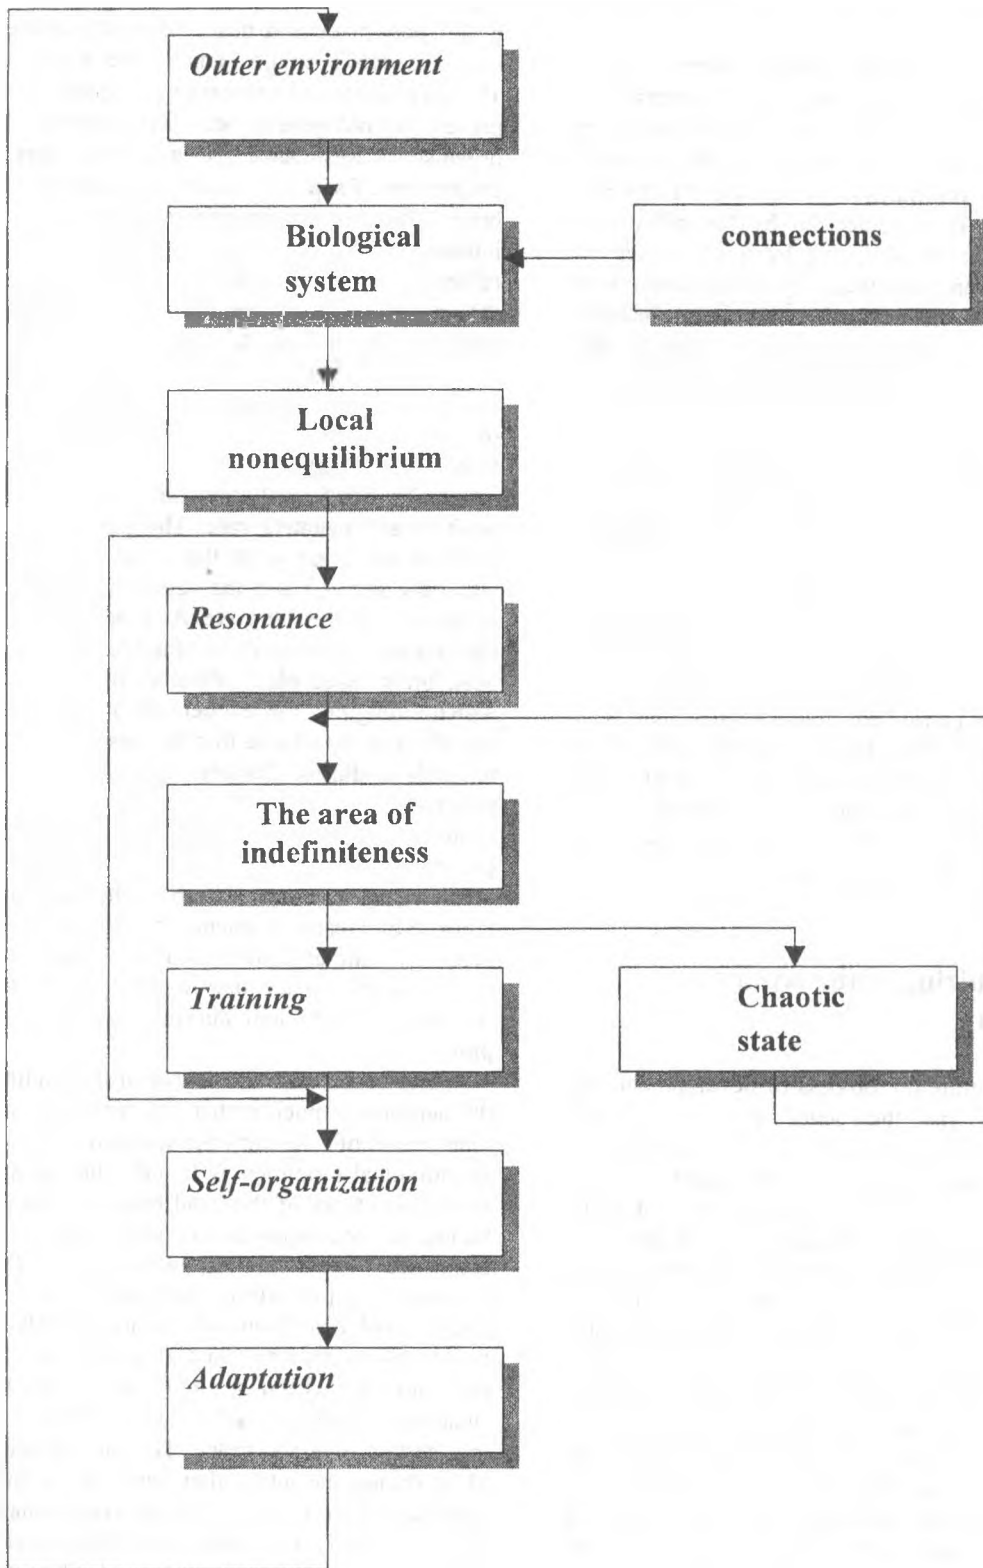 Outer environment
Biological
system
connections
Local
nonequilibrium
Resonance
The area of
indefiniteness
Training
Chaotic
state
Self-organization
Adaptation